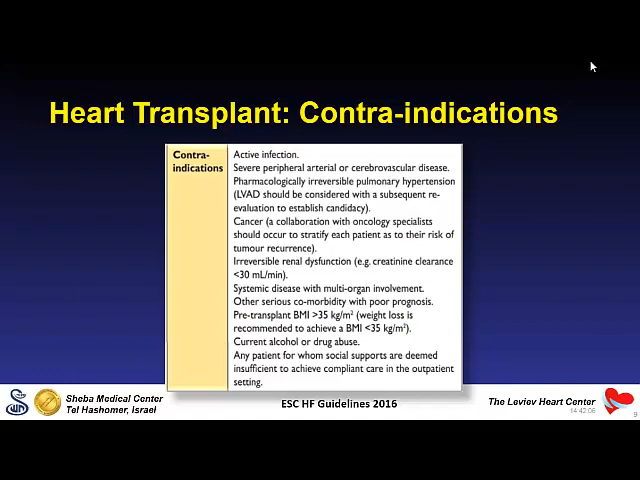 Heart Transplant: Contra-indications
Contra-
indications
Active infection.
Severe peripheral arterial or cerebrovascular disease.
Pharmacologically irreversible pulmonary hypertension
(LVAD should be considered with a subsequent re-
evaluation to establish candidacy).
Cancer (a collaboration with oncology specialists
should occur to stratify each patient as to their risk of
tumour recurrence).
Irreversible renal dysfunction (e.g. creatinine clearance
<30 mL/min).
Systemic disease with multi-organ involvement.
Other serious co-morbidity with poor prognosis.
Pre-transplant BMI >35 kg/m² (weight loss is
recommended to achieve a BMI <35 kg/m²).
Current alcohol or drug abuse.
Any patient for whom social supports are deemed
insufficient to achieve compliant care in the outpatient
setting.
Sheba Medical Center
Tel Hashomer, Israel
ESC HF Guidelines 2016
The Leviev Heart Center
14:42:06
9